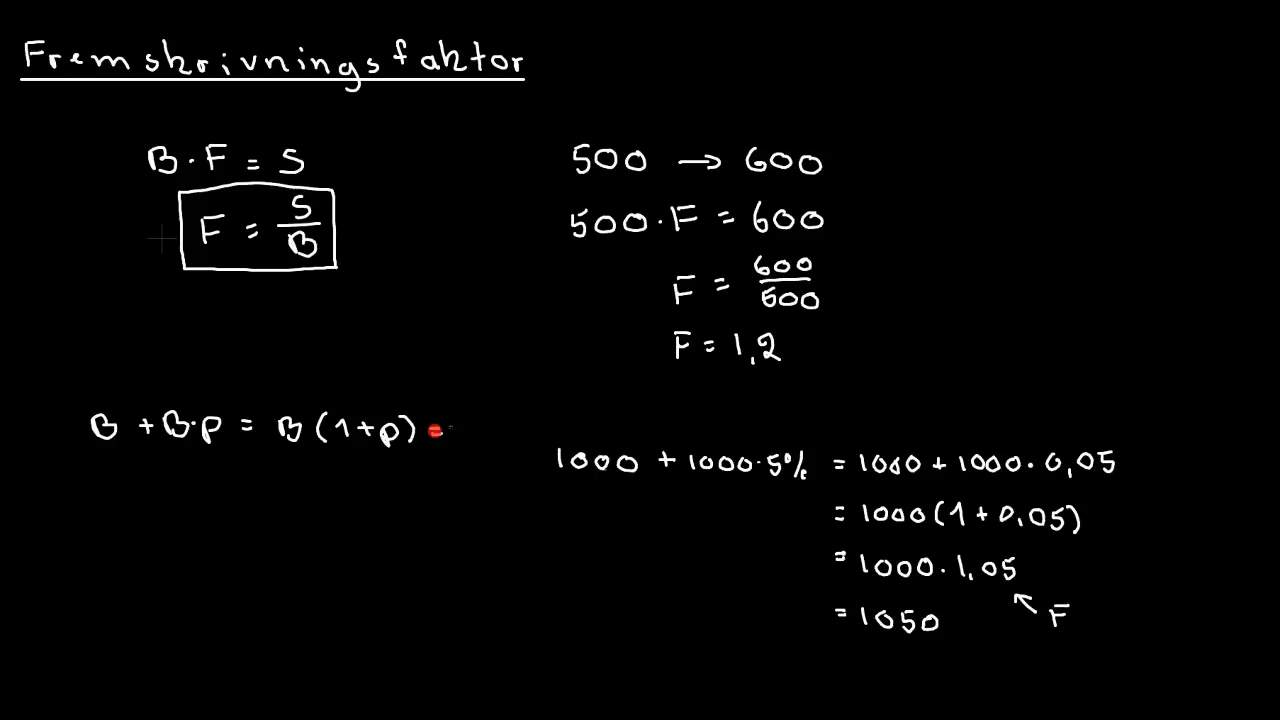 Fremskrivningsfaktor
B · F = S
F = S/B
500 → 600
500 · F = 600
F = 600/500
F = 1,2
B + B·p = B (1+p) =
1000 + 1000·5% = 1000 + 1000·0,05
= 1000 (1 + 0,05)
= 1000 · 1,05
= 1050
F